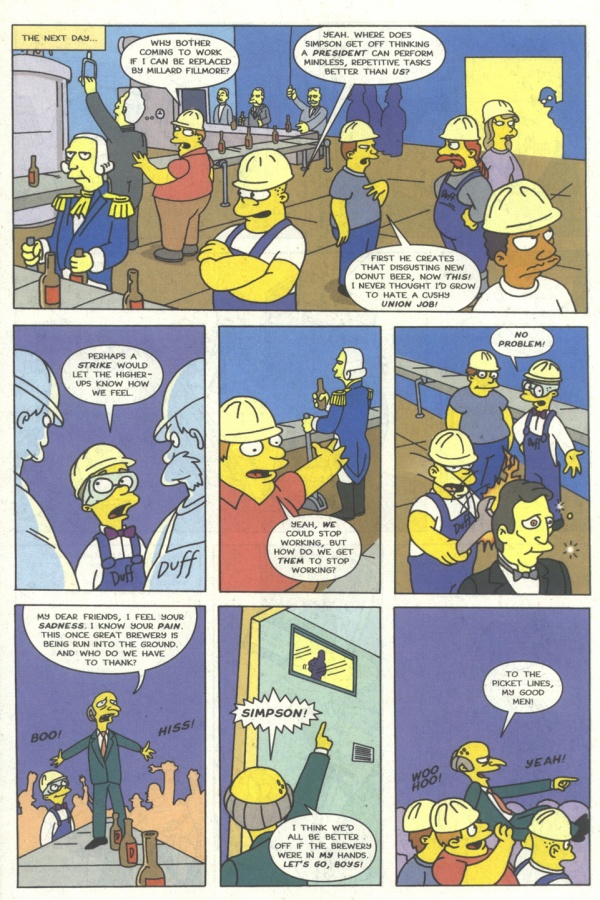 THE NEXT DAY...
WHY BOTHER
COMING TO WORK
IF I CAN BE REPLACED
BY MILLARD FILLMORE?
YEAH. WHERE DOES
SIMPSON GET OFF THINKING
A PRESIDENT CAN PERFORM
MINDLESS, REPETITIVE TASKS
BETTER THAN US?
Duff
FIRST HE CREATES
THAT DISGUSTING NEW
DONUT BEER, NOW THIS!
I NEVER THOUGHT I'D GROW
TO HATE A CUSHY
UNION JOB!
PERHAPS A
STRIKE WOULD
LET THE HIGHER-
UPS KNOW HOW
WE FEEL.
Duff
Duff
YEAH, WE
COULD STOP
WORKING, BUT
HOW DO WE GET
THEM TO STOP
WORKING?
NO
PROBLEM!
Duff
Duff
MY DEAR FRIENDS, I FEEL YOUR
SADNESS. I KNOW YOUR PAIN.
THIS ONCE GREAT BREWERY IS
BEING RUN INTO THE GROUND.
AND WHO DO WE HAVE
TO THANK?
BOO!
HISS!
SIMPSON!
I THINK WE'D
ALL BE BETTER
OFF IF THE BREWERY
WERE IN MY HANDS.
LET'S GO, BOYS!
TO THE
PICKET LINES,
MY GOOD
MEN!
WOO
HOO!
YEAH!